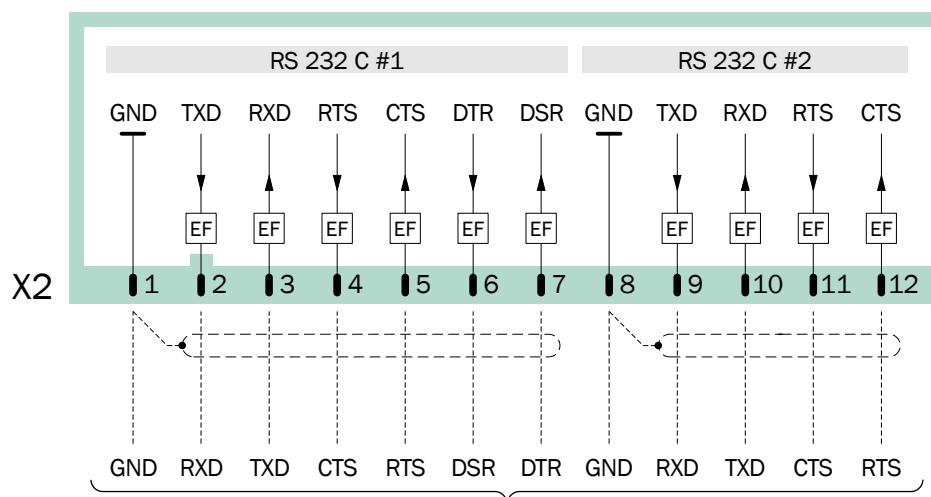 RS 232 C #1 RS 232 C #2
GND TXD RXD RTS CTS DTR DSR GND TXD RXD RTS CTS
EF EF EF EF EF EF EF EF EF EF
X2 1 2 3 4 5 6 7 8 9 10 11 12
GND RXD TXD CTS RTS DSR DTR GND RXD TXD CTS RTS